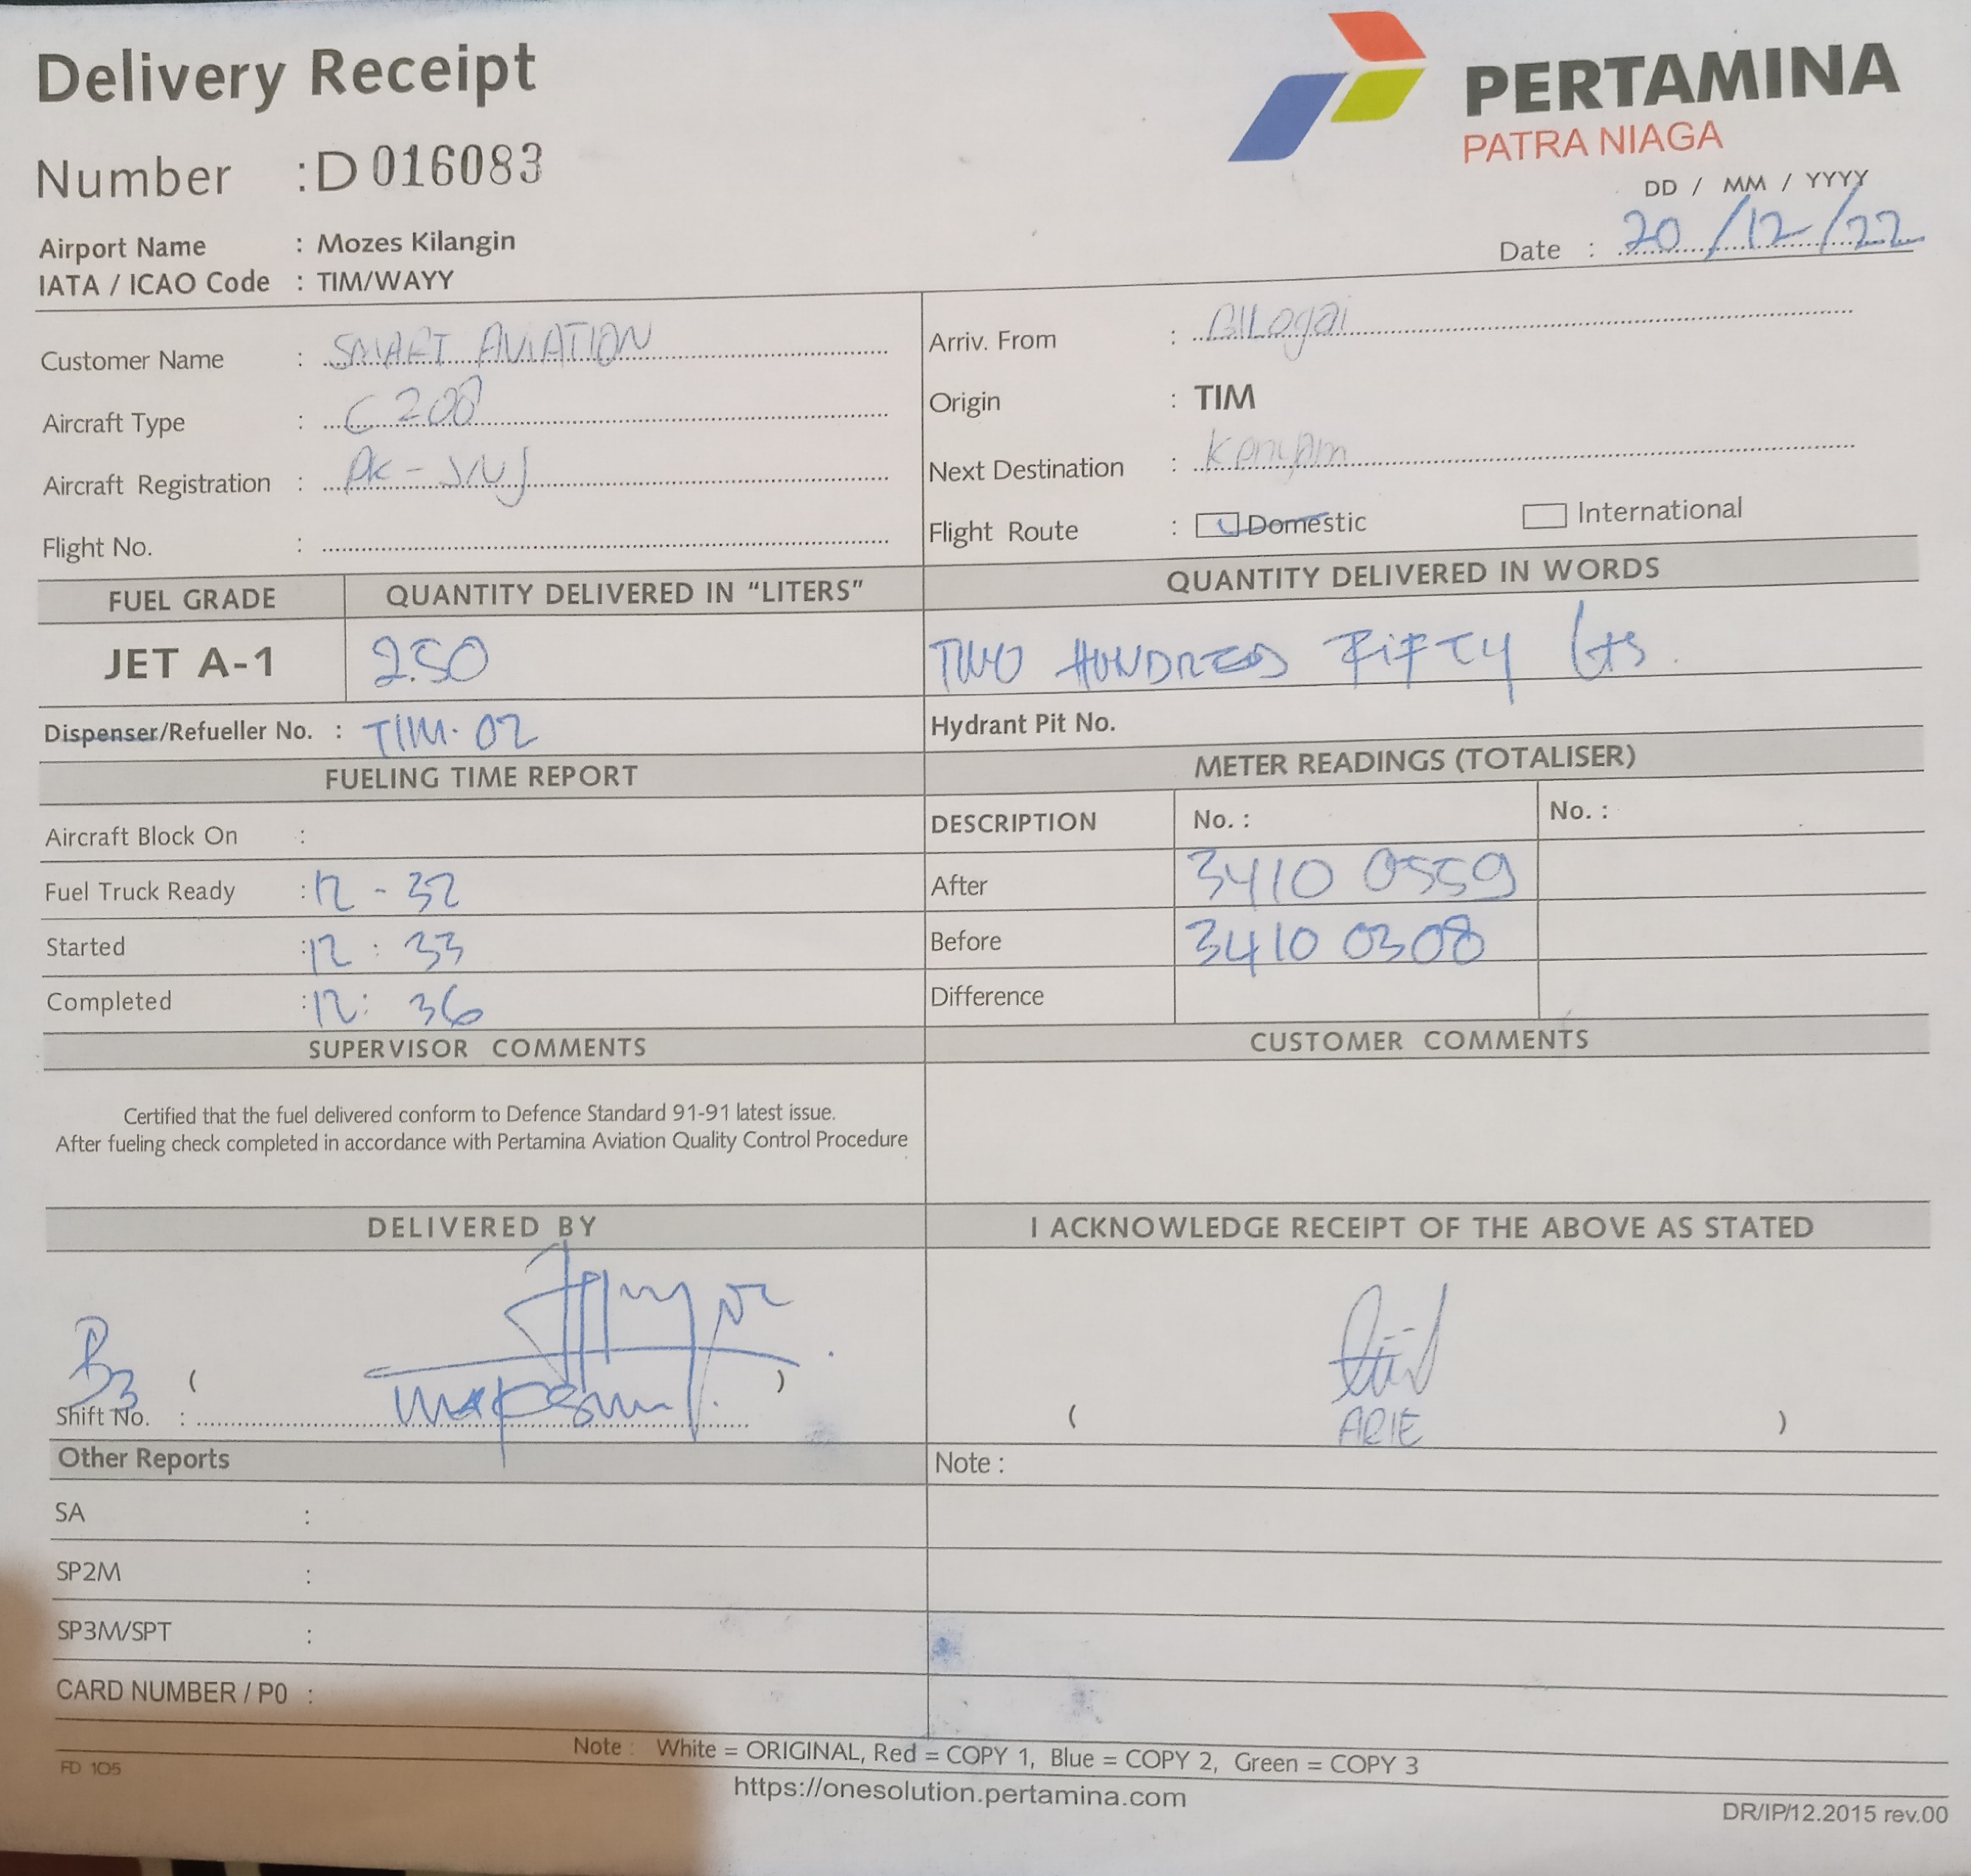 Delivery Receipt
PERTAMINA
PATRA NIAGA
Number : D 016083
DD / MM / YYYY
Date : 20/12/22
Airport Name : Mozes Kilangin
IATA / ICAO Code : TIM/WAYY
Customer Name : SMART AVIATION
Arriv. From : BILOgai
Aircraft Type : C 208
Origin : TIM
Aircraft Registration : PK - SNJ
Next Destination : Kenyam
Flight No. :
Flight Route : Domestic International
FUEL GRADE QUANTITY DELIVERED IN “LITERS” QUANTITY DELIVERED IN WORDS
JET A-1 250 TWO HUNDRED FIFTY lts
Dispenser/Refueller No. : TIM-02 Hydrant Pit No.
FUELING TIME REPORT METER READINGS (TOTALISER)
Aircraft Block On : DESCRIPTION No. : No. :
Fuel Truck Ready : 12 - 32 After 3410 0559
Started : 12 : 33 Before 3410 0308
Completed : 12 : 36 Difference
SUPERVISOR COMMENTS CUSTOMER COMMENTS
Certified that the fuel delivered conform to Defence Standard 91-91 latest issue.
After fueling check completed in accordance with Pertamina Aviation Quality Control Procedure
DELIVERED BY I ACKNOWLEDGE RECEIPT OF THE ABOVE AS STATED
B3 ( )
Shift No. :
( ARIE )
Other Reports Note :
SA :
SP2M :
SP3M/SPT :
CARD NUMBER / P0 :
Note : White = ORIGINAL, Red = COPY 1, Blue = COPY 2, Green = COPY 3
FD 105
https://onesolution.pertamina.com
DR/IP/12.2015 rev.00